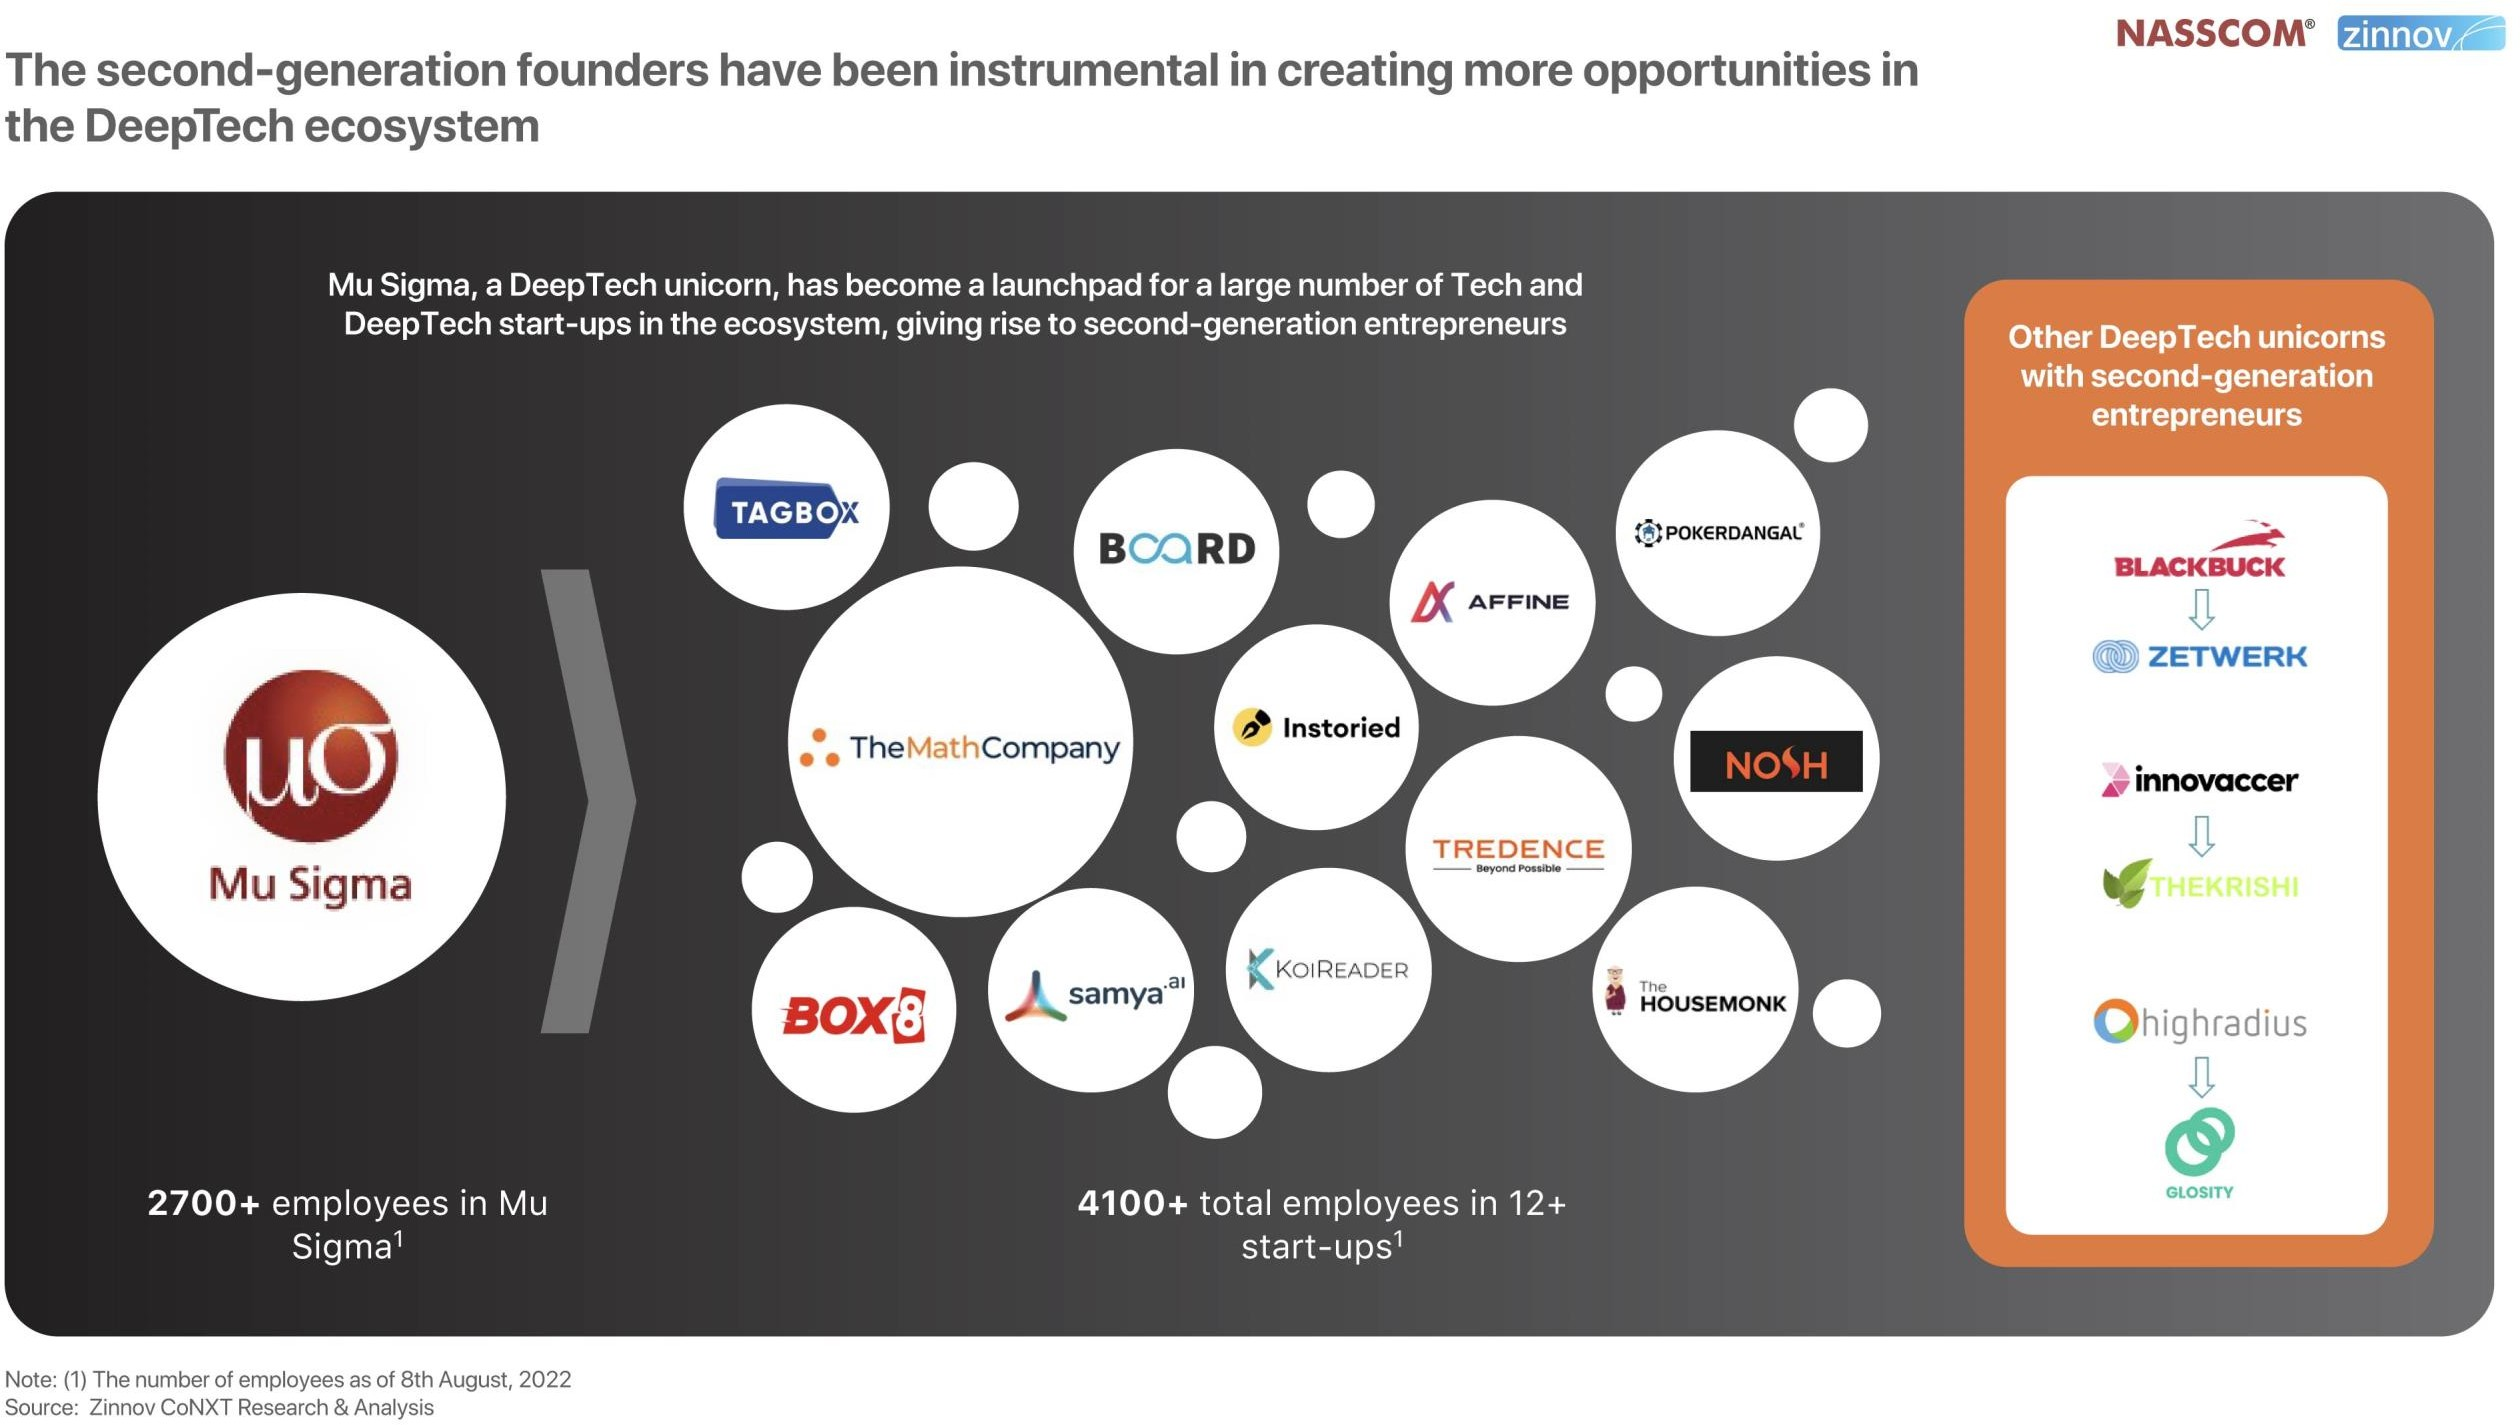 NASSCOM®
zinnov
The second-generation founders have been instrumental in creating more opportunities in
the DeepTech ecosystem
Mu Sigma, a DeepTech unicorn, has become a launchpad for a large number of Tech and
DeepTech start-ups in the ecosystem, giving rise to second-generation entrepreneurs
μσ
Mu Sigma
2700+ employees in Mu
Sigma¹
TAGBOX
BOARD
AFFINE
POKERDANGAL®
TheMathCompany
Instoried
NOSH
TREDENCE
Beyond Possible
BOX8
samya.ai
KOIREADER
The
HOUSEMONK
4100+ total employees in 12+
start-ups¹
Other DeepTech unicorns
with second-generation
entrepreneurs
BLACKBUCK
ZETWERK
innovaccer
THEKRISHI
highradius
GLOSITY
Note: (1) The number of employees as of 8th August, 2022
Source: Zinnov CoNXT Research & Analysis